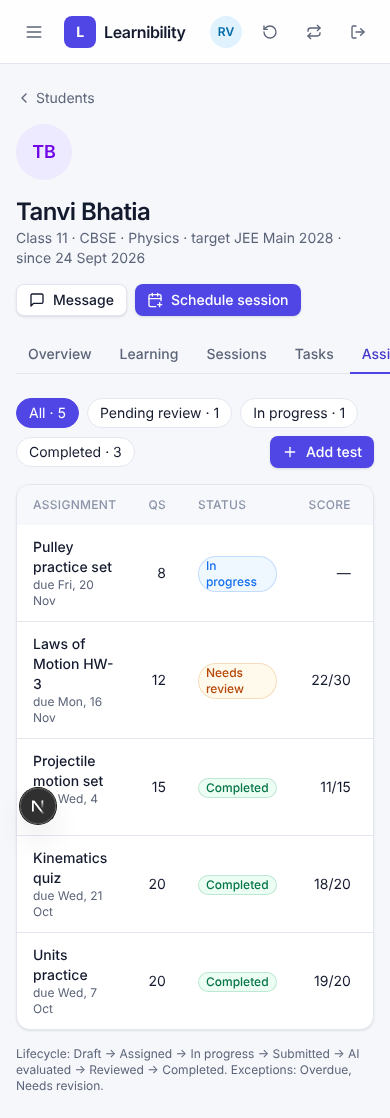 L Learnibility RV
Students
TB
Tanvi Bhatia
Class 11 · CBSE · Physics · target JEE Main 2028 ·
since 24 Sept 2026
Message Schedule session
Overview Learning Sessions Tasks Assi
All · 5 Pending review · 1 In progress · 1
Completed · 3 + Add test
ASSIGNMENT QS STATUS SCORE
Pulley
practice set
due Fri, 20
Nov
8
In
progress
—
Laws of
Motion HW-
3
due Mon, 16
Nov
12
Needs
review
22/30
Projectile
motion set
Wed, 4
15
Completed
11/15
N
Kinematics
quiz
due Wed, 21
Oct
20
Completed
18/20
Units
practice
due Wed, 7
Oct
20
Completed
19/20
Lifecycle: Draft → Assigned → In progress → Submitted → AI
evaluated → Reviewed → Completed. Exceptions: Overdue,
Needs revision.